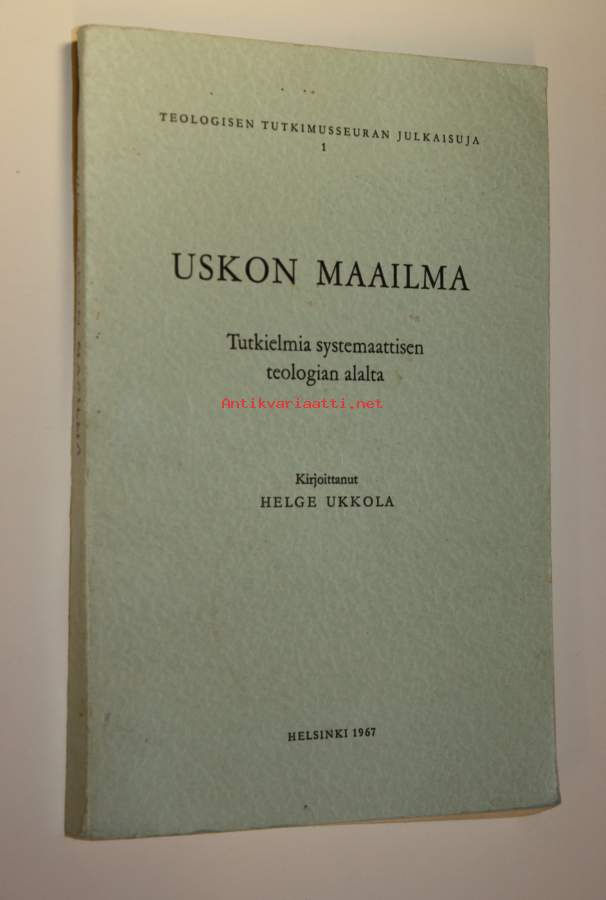 TEOLOGISEN TUTKIMUSSEURAN JULKAISUJA
1
USKON MAAILMA
Tutkielmia systemaattisen
teologian alalta
Antikvariaatti.net
Kirjoittanut
HELGE UKKOLA
HELSINKI 1967